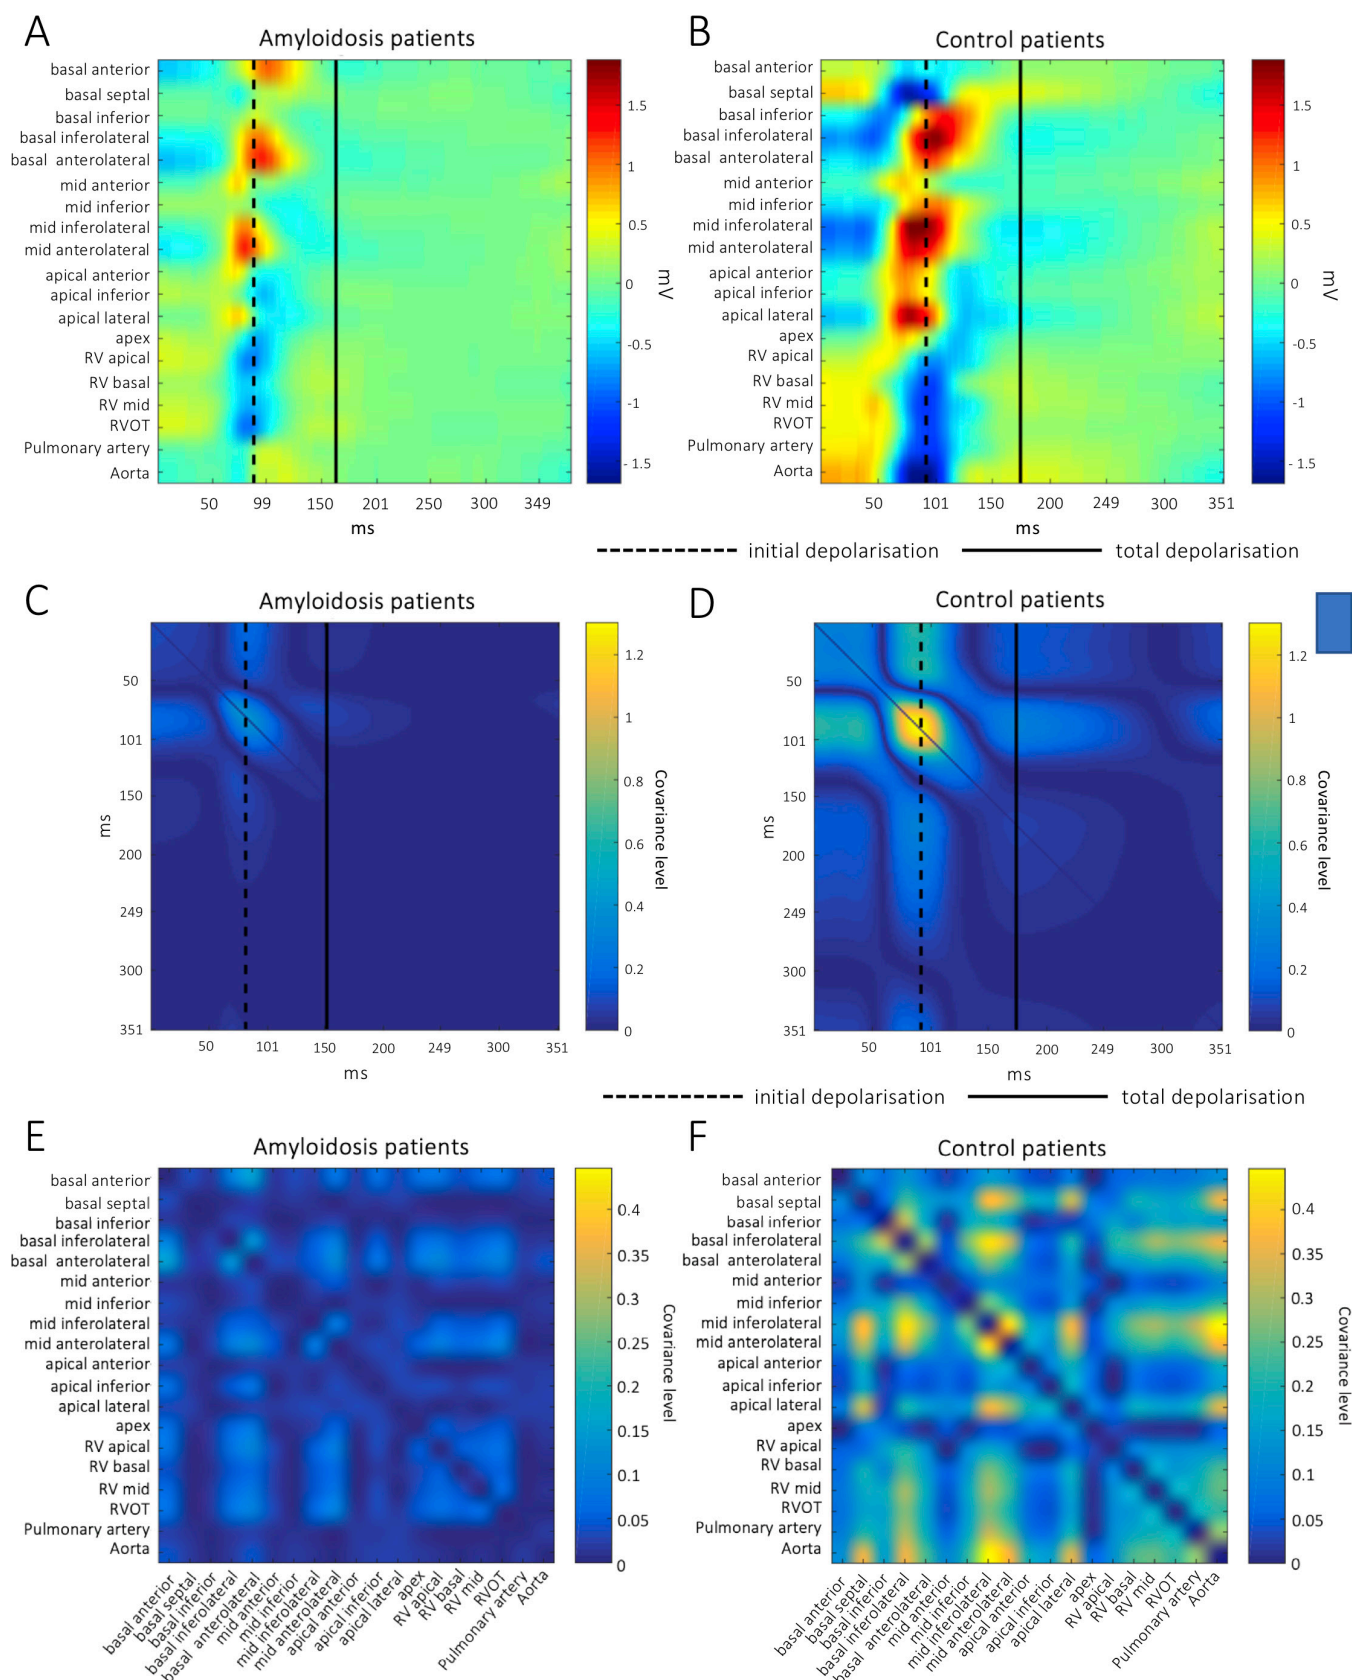 A
Amyloidosis patients
basal anterior
basal septal
basal inferior
basal inferolateral
basal anterolateral
mid anterior
mid inferior
mid inferolateral
mid anterolateral
apical anterior
apical inferior
apical lateral
apex
RV apical
RV basal
RV mid
RVOT
Pulmonary artery
Aorta
50 99 150 201 250 300 349
ms
1.5
1
0.5
0
-0.5
-1
- 1.5
mV
B
Control patients
basal anterior
basal septal
basal inferior
basal inferolateral
basal anterolateral
mid anterior
mid inferior
mid inferolateral
mid anterolateral
apical anterior
apical inferior
apical lateral
apex
RV apical
RV basal
RV mid
RVOT
Pulmonary artery
Aorta
50 101 150 200 249 300 351
ms
1.5
1
0.5
0
-0.5
-1
- 1.5
mV
initial depolarisation total depolarisation
C
Amyloidosis patients
50
101
150
200
249
300
351
ms
50 101 150 200 249 300 351
ms
1.2
1
0.8
0.6
0.4
0.2
0
Covariance level
D
Control patients
50
101
150
200
249
300
351
ms
50 101 150 200 249 300 351
ms
1.2
1
0.8
0.6
0.4
0.2
0
Covariance level
initial depolarisation total depolarisation
E
Amyloidosis patients
basal anterior
basal septal
basal inferior
basal inferolateral
basal anterolateral
mid anterior
mid inferior
mid inferolateral
mid anterolateral
apical anterior
apical inferior
apical lateral
apex
RV apical
RV basal
RV mid
RVOT
Pulmonary artery
Aorta
basal anterior
basal septal
basal inferior
basal inferolateral
basal anterolateral
mid anterior
mid inferior
mid inferolateral
mid anterolateral
apical anterior
apical inferior
apical lateral
apex
RV apical
RV basal
RV mid
RVOT
Pulmonary artery
Aorta
0.4
0.35
0.3
0.25
0.2
0.15
0.1
0.05
0
Covariance level
F
Control patients
basal anterior
basal septal
basal inferior
basal inferolateral
basal anterolateral
mid anterior
mid inferior
mid inferolateral
mid anterolateral
apical anterior
apical inferior
apical lateral
apex
RV apical
RV basal
RV mid
RVOT
Pulmonary artery
Aorta
basal anterior
basal septal
basal inferior
basal inferolateral
basal anterolateral
mid anterior
mid inferior
mid inferolateral
mid anterolateral
apical anterior
apical inferior
apical lateral
apex
RV apical
RV basal
RV mid
RVOT
Pulmonary artery
Aorta
0.4
0.35
0.3
0.25
0.2
0.15
0.1
0.05
0
Covariance level